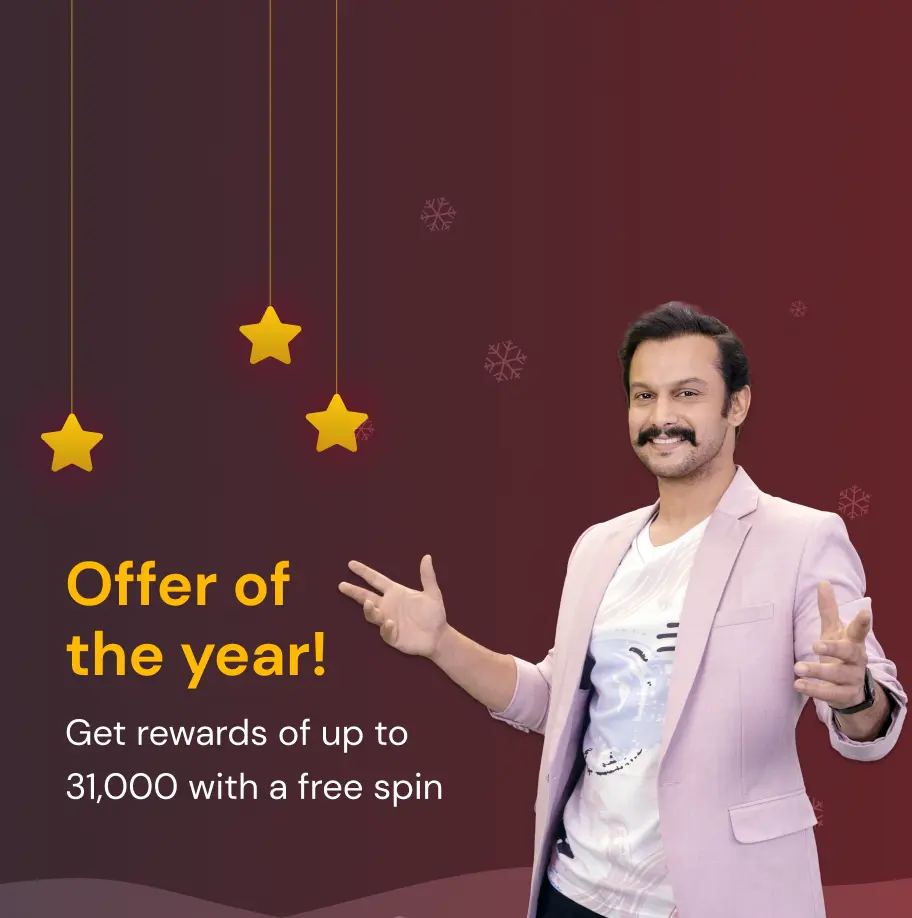 Offer of
the year!
Get rewards of up to
31,000 with a free spin